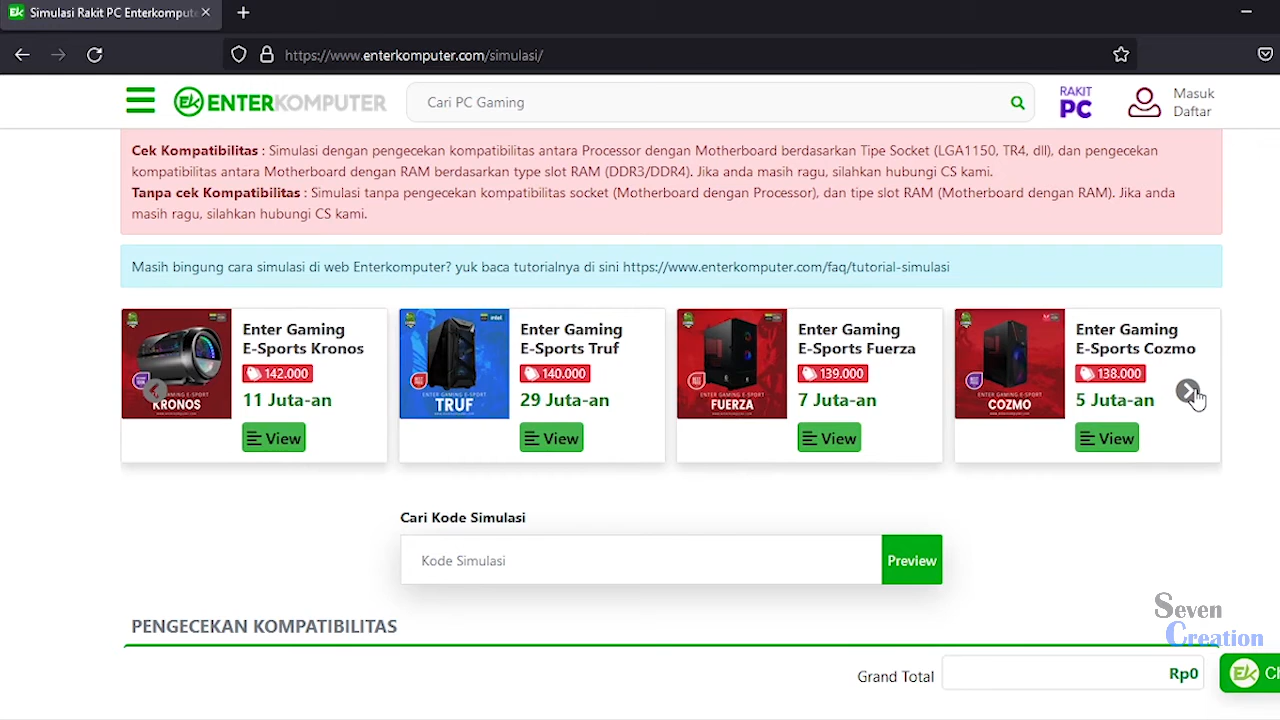 Simulasi Rakit PC Enterkompute
https://www.enterkomputer.com/simulasi/
ENTERKOMPUTER
Cari PC Gaming
RAKIT
PC
Masuk
Daftar
Cek Kompatibilitas : Simulasi dengan pengecekan kompatibilitas antara Processor dengan Motherboard berdasarkan Tipe Socket (LGA1150, TR4, dll), dan pengecekan
kompatibilitas antara Motherboard dengan RAM berdasarkan type slot RAM (DDR3/DDR4). Jika anda masih ragu, silahkan hubungi CS kami.
Tanpa cek Kompatibilitas : Simulasi tanpa pengecekan kompatibilitas socket (Motherboard dengan Processor), dan tipe slot RAM (Motherboard dengan RAM). Jika anda
masih ragu, silahkan hubungi CS kami.
Masih bingung cara simulasi di web Enterkomputer? yuk baca tutorialnya di sini https://www.enterkomputer.com/faq/tutorial-simulasi
KRONOS
Enter Gaming
E-Sports Kronos
142.000
11 Juta-an
View
TRUF
Enter Gaming
E-Sports Truf
140.000
29 Juta-an
View
FUERZA
Enter Gaming
E-Sports Fuerza
139.000
7 Juta-an
View
COZMO
Enter Gaming
E-Sports Cozmo
138.000
5 Juta-an
View
Cari Kode Simulasi
Kode Simulasi
Preview
PENGECEKAN KOMPATIBILITAS
Seven
Creation
Grand Total
Rp0